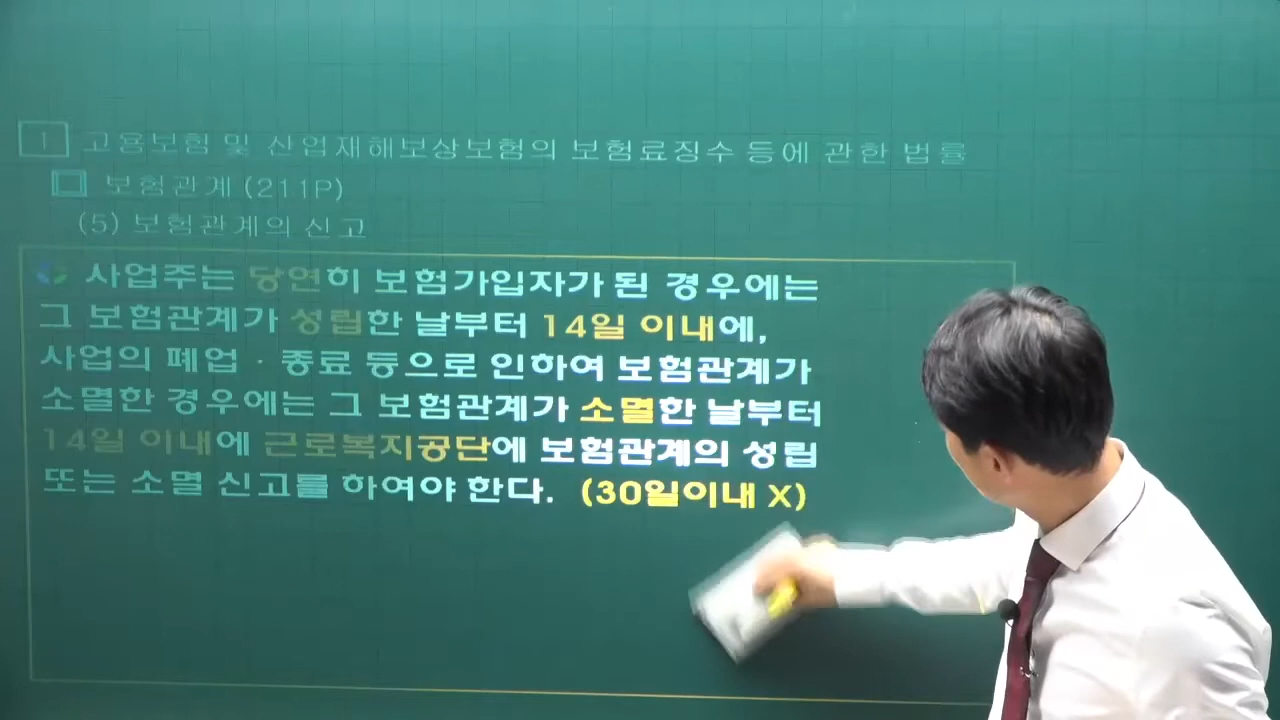 1 고용보험 및 산업재해보상보험의 보험료징수 등에 관한 법률
보험관계 (211P)
(5) 보험관계의 신고
사업주는 당연히 보험가입자가 된 경우에는
그 보험관계가 성립한 날부터 14일 이내에,
사업의 폐업 · 종료 등으로 인하여 보험관계가
소멸한 경우에는 그 보험관계가 소멸한 날부터
14일 이내에 근로복지공단에 보험관계의 성립
또는 소멸 신고를 하여야 한다. (30일이내 X)